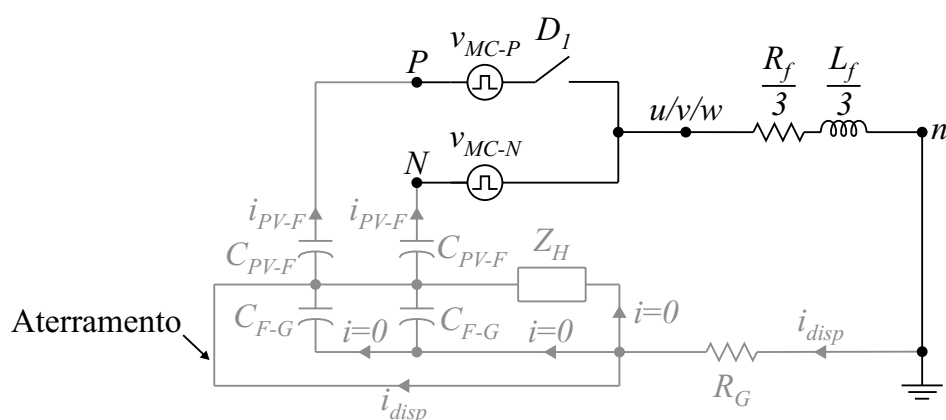 v_MC-P
D_1
P
R_f/3
L_f/3
u/v/w
n
v_MC-N
N
i_PV-F
i_PV-F
C_PV-F
C_PV-F
Z_H
Aterramento
C_F-G
C_F-G
i=0
i=0
i=0
i_disp
R_G
i_disp